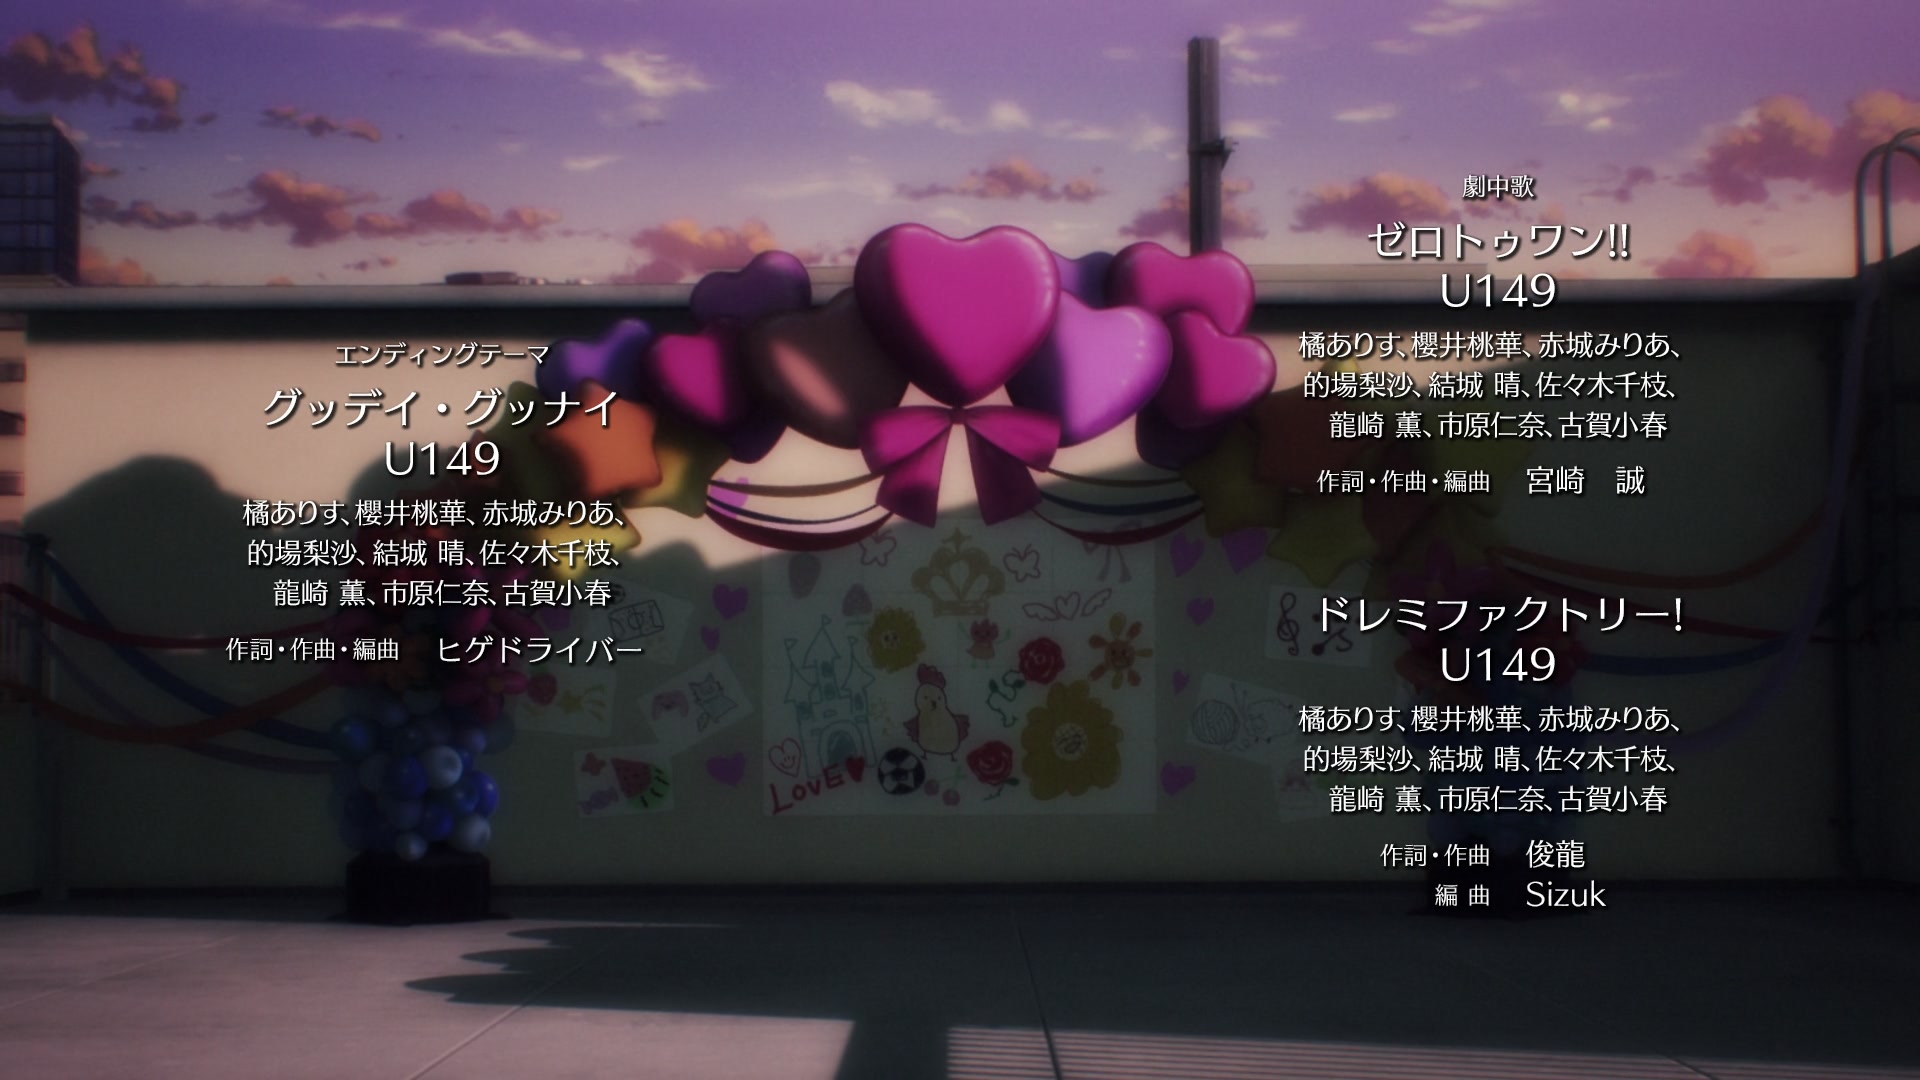 エンディングテーマ
グッデイ・グッナイ
U149
橘ありす、櫻井桃華、赤城みりあ、
的場梨沙、結城 晴、佐々木千枝、
龍崎 薫、市原仁奈、古賀小春
作詞・作曲・編曲　ヒゲドライバー
劇中歌
ゼロトゥワン!!
U149
橘ありす、櫻井桃華、赤城みりあ、
的場梨沙、結城 晴、佐々木千枝、
龍崎 薫、市原仁奈、古賀小春
作詞・作曲・編曲　宮崎　誠
ドレミファクトリー!
U149
橘ありす、櫻井桃華、赤城みりあ、
的場梨沙、結城 晴、佐々木千枝、
龍崎 薫、市原仁奈、古賀小春
作詞・作曲　俊龍
編 曲　Sizuk
LOVE